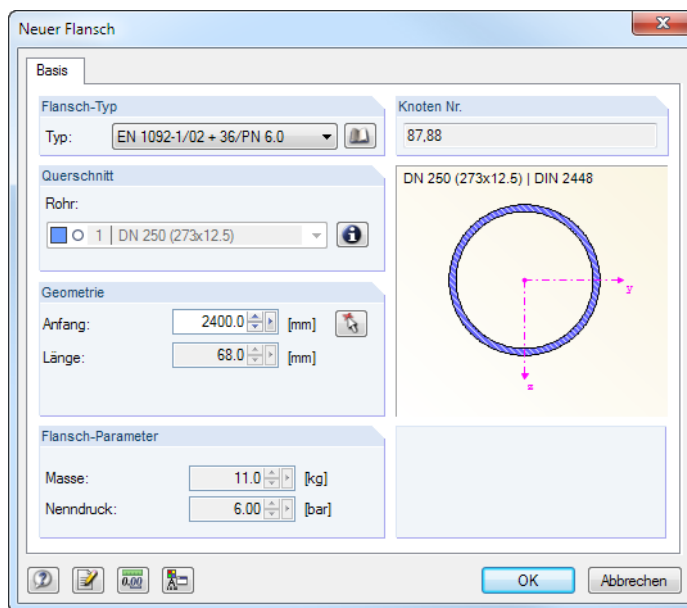 Neuer Flansch
Basis
Flansch-Typ
Typ: EN 1092-1/02 + 36/PN 6.0
Knoten Nr.
87,88
Querschnitt
Rohr:
1 DN 250 (273x12.5)
DN 250 (273x12.5) | DIN 2448
y
z
Geometrie
Anfang: 2400.0 [mm]
Länge: 68.0 [mm]
Flansch-Parameter
Masse: 11.0 [kg]
Nenndruck: 6.00 [bar]
0.00
OK
Abbrechen